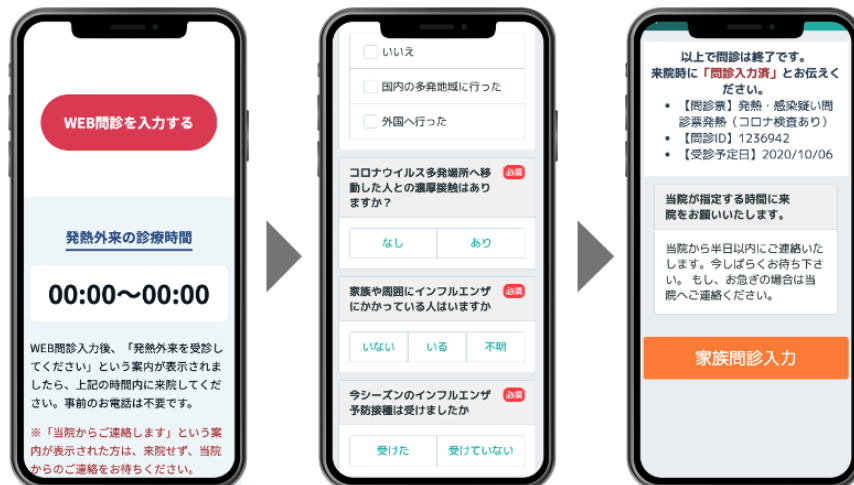 WEB問診を入力する
発熱外来の診療時間
00:00〜00:00
WEB問診入力後、「発熱外来を受診し
てください」という案内が表示されま
したら、上記の時間内に来院してくだ
さい。事前のお電話は不要です。
※「当院からご連絡します」という案
内が表示された方は、来院せず、当院
からのご連絡をお待ちください。
いいえ
国内の多発地域に行った
外国へ行った
コロナウイルス多発場所へ移 必須
動した人との濃厚接触はあり
ますか？
なし あり
家族や周囲にインフルエンザ 必須
にかかっている人はいますか
いない いる 不明
今シーズンのインフルエンザ 必須
予防接種は受けましたか
受けた 受けていない
以上で問診は終了です。
来院時に「問診入力済」とお伝えく
ださい。
• 【問診票】発熱・感染疑い問
診票発熱（コロナ検査あり）
• 【問診ID】1236942
• 【受診予定日】2020/10/06
当院が指定する時間に来
院をお願いいたします。
当院から半日以内にご連絡いた
します。今しばらくお待ち下さ
い。 もし、お急ぎの場合は当
院へご連絡ください。
家族問診入力